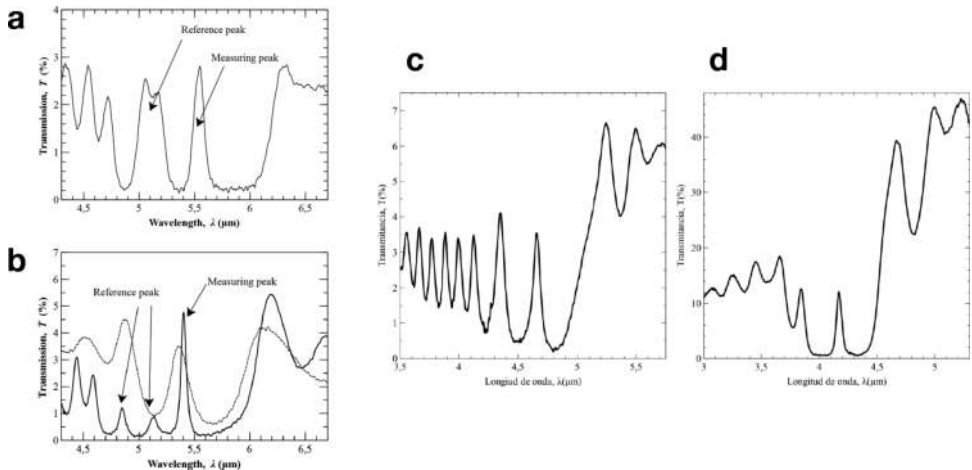 a
Transmission, T (%)
4
3
2
1
0
Reference peak
Measuring peak
4,5
5
5,5
6
6,5
Wavelength, λ (μm)
b
Transmission, T (%)
7
6
5
4
3
2
1
0
Reference peak
Measuring peak
4,5
5
5,5
6
6,5
Wavelength, λ (μm)
c
Transmitancia, T(%)
7
6
5
4
3
2
1
0
3,5
4
4,5
5
5,5
Longiud de onda, λ(μm)
d
Transmitancia, T(%)
40
30
20
10
0
3
3,5
4
4,5
5
Longitud de onda, λ(μm)